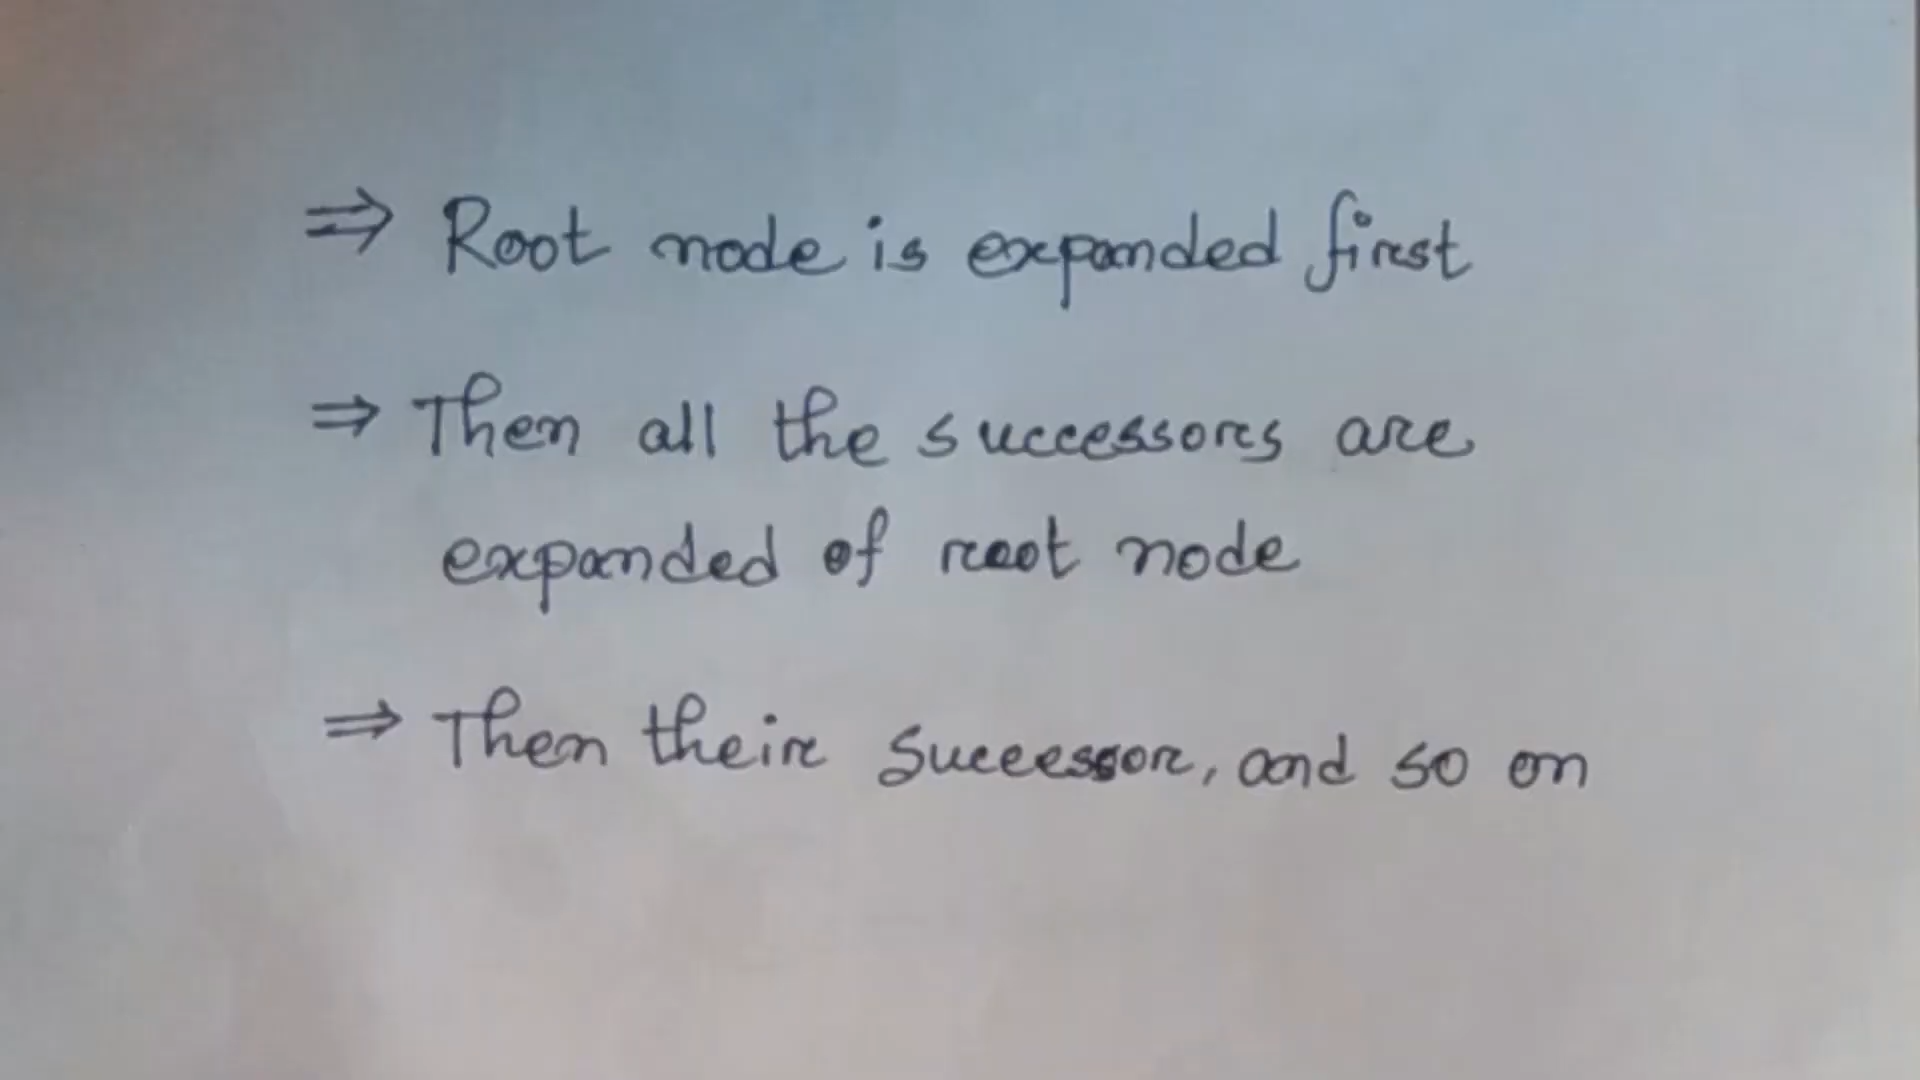 ⇒ Root node is expanded first
⇒ Then all the successors are
expanded of root node
⇒ Then their Successor, and so on